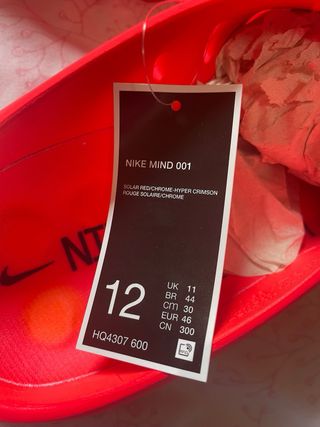 NIKE MIND 001
SOLAR RED/CHROME-HYPER CRIMSON
ROUGE SOLAIRE/CHROME
12
UK 11
BR 44
cm 30
EUR 46
CN 300
HQ4307 600